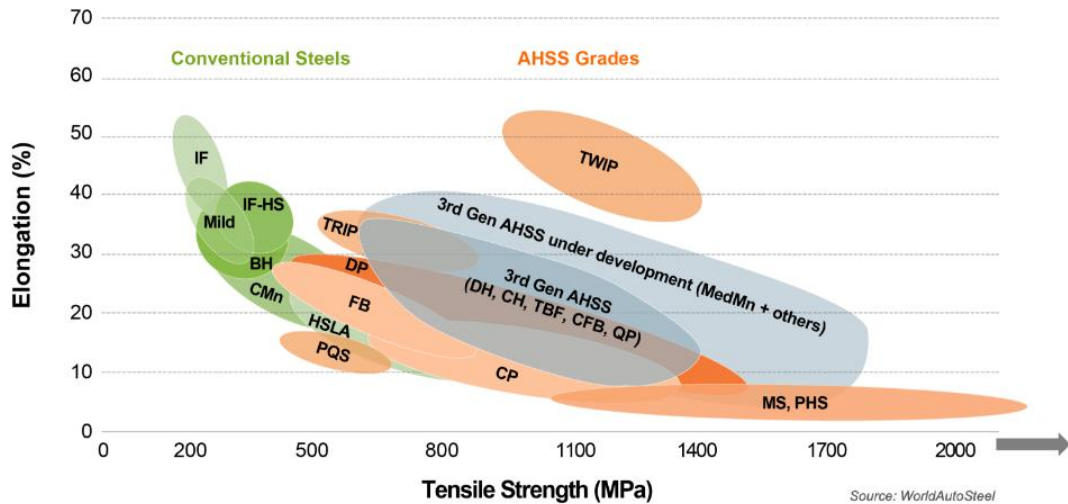 70
60
50
40
30
20
10
0
Elongation (%)
Conventional Steels
AHSS Grades
IF
IF-HS
Mild
BH
CMn
HSLA
PQS
TRIP
DP
FB
CP
TWIP
3rd Gen AHSS under development (MedMn + others)
3rd Gen AHSS
(DH, CH, TBF, CFB, QP)
MS, PHS
0 200 500 800 1100 1400 1700 2000
Tensile Strength (MPa)
Source: WorldAutoSteel